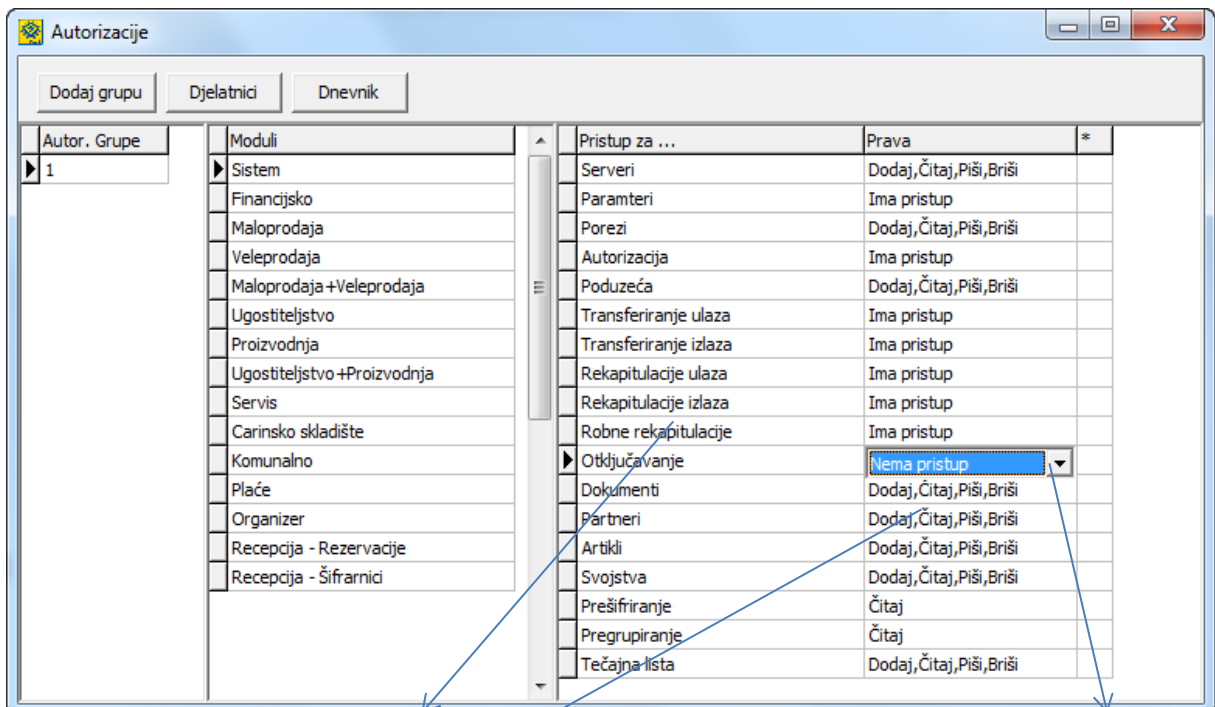 Autorizacije
Dodaj grupu Djelatnici Dnevnik
Autor. Grupe Moduli Pristup za ... Prava *
1 Sistem Serveri Dodaj,Čitaj,Piši,Briši
Financijsko Paramteri Ima pristup
Maloprodaja Porezi Dodaj,Čitaj,Piši,Briši
Veleprodaja Autorizacija Ima pristup
Maloprodaja+Veleprodaja Poduzeća Dodaj,Čitaj,Piši,Briši
Ugostiteljstvo Transferiranje ulaza Ima pristup
Proizvodnja Transferiranje izlaza Ima pristup
Ugostiteljstvo+Proizvodnja Rekapitulacije ulaza Ima pristup
Servis Rekapitulacije izlaza Ima pristup
Carinsko skladište Robne rekapitulacije Ima pristup
Komunalno Otključavanje Nema pristup
Plaće Dokumenti Dodaj,Čitaj,Piši,Briši
Organizer Partneri Dodaj,Čitaj,Piši,Briši
Recepcija - Rezervacije Artikli Dodaj,Čitaj,Piši,Briši
Recepcija - Šifrarnici Svojstva Dodaj,Čitaj,Piši,Briši
Prešifriranje Čitaj
Pregrupiranje Čitaj
Tečajna lista Dodaj,Čitaj,Piši,Briši